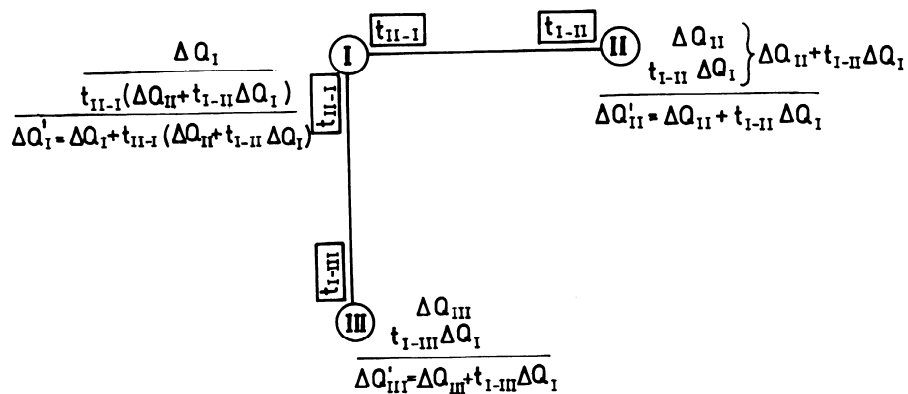 t_II-I t_I-II
I II
ΔQ_I
t_II-I(ΔQ_II+t_I-II ΔQ_I)
ΔQ'_I=ΔQ_I+t_II-I (ΔQ_II+t_I-II ΔQ_I)
t_II-I
ΔQ_II
t_I-II ΔQ_I } ΔQ_II+t_I-II ΔQ_I
ΔQ'_II=ΔQ_II+t_I-II ΔQ_I
t_I-III
III
ΔQ_III
t_I-III ΔQ_I
ΔQ'_III=ΔQ_III+t_I-III ΔQ_I